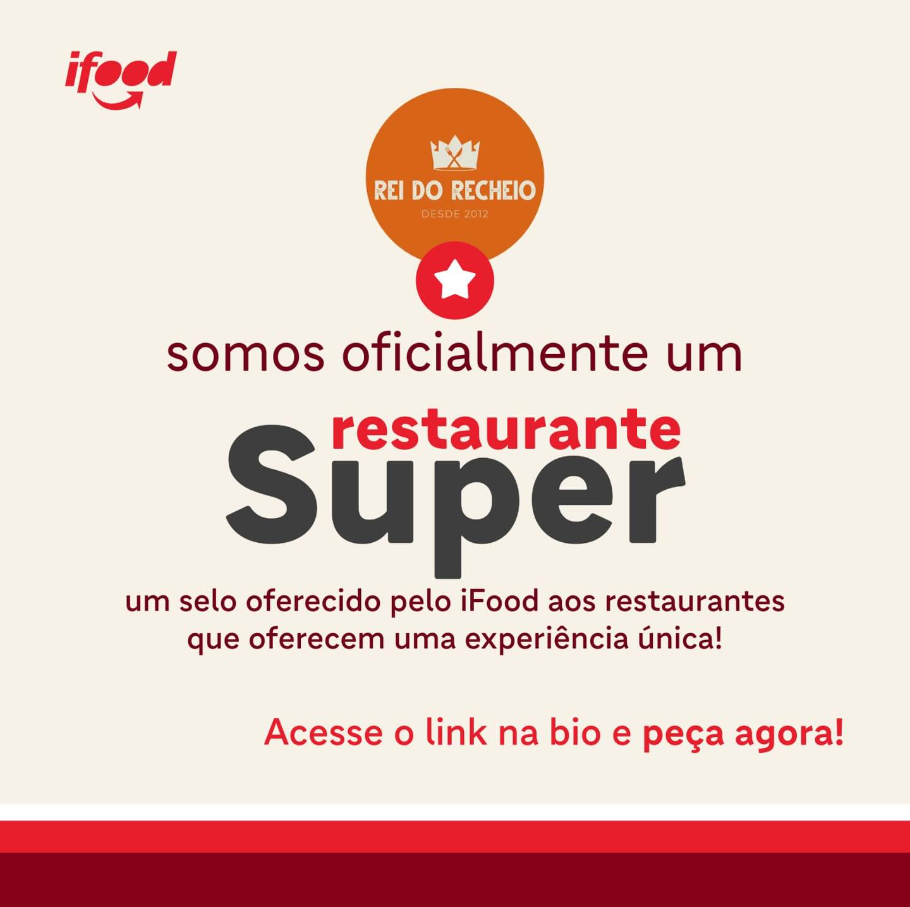 ifood
REI DO RECHEIO
DESDE 2012
somos oficialmente um
restaurante
Super
um selo oferecido pelo iFood aos restaurantes
que oferecem uma experiência única!
Acesse o link na bio e peça agora!